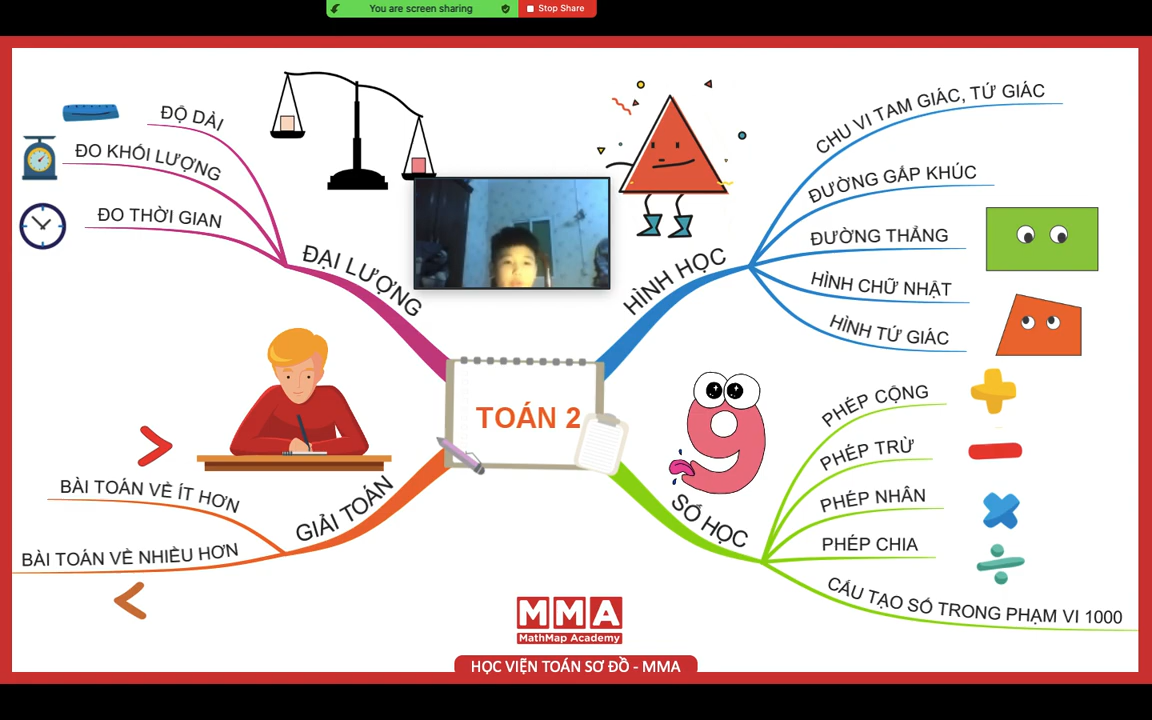 You are screen sharing
Stop Share
ĐỘ DÀI
ĐO KHỐI LƯỢNG
ĐO THỜI GIAN
ĐẠI LƯỢNG
HÌNH HỌC
CHU VI TAM GIÁC, TỨ GIÁC
ĐƯỜNG GẤP KHÚC
ĐƯỜNG THẲNG
HÌNH CHỮ NHẬT
HÌNH TỨ GIÁC
TOÁN 2
GIẢI TOÁN
BÀI TOÁN VỀ ÍT HƠN
BÀI TOÁN VỀ NHIỀU HƠN
SỐ HỌC
PHÉP CỘNG
PHÉP TRỪ
PHÉP NHÂN
PHÉP CHIA
CẤU TẠO SỐ TRONG PHẠM VI 1000
MMA
MathMap Academy
HỌC VIỆN TOÁN SƠ ĐỒ - MMA